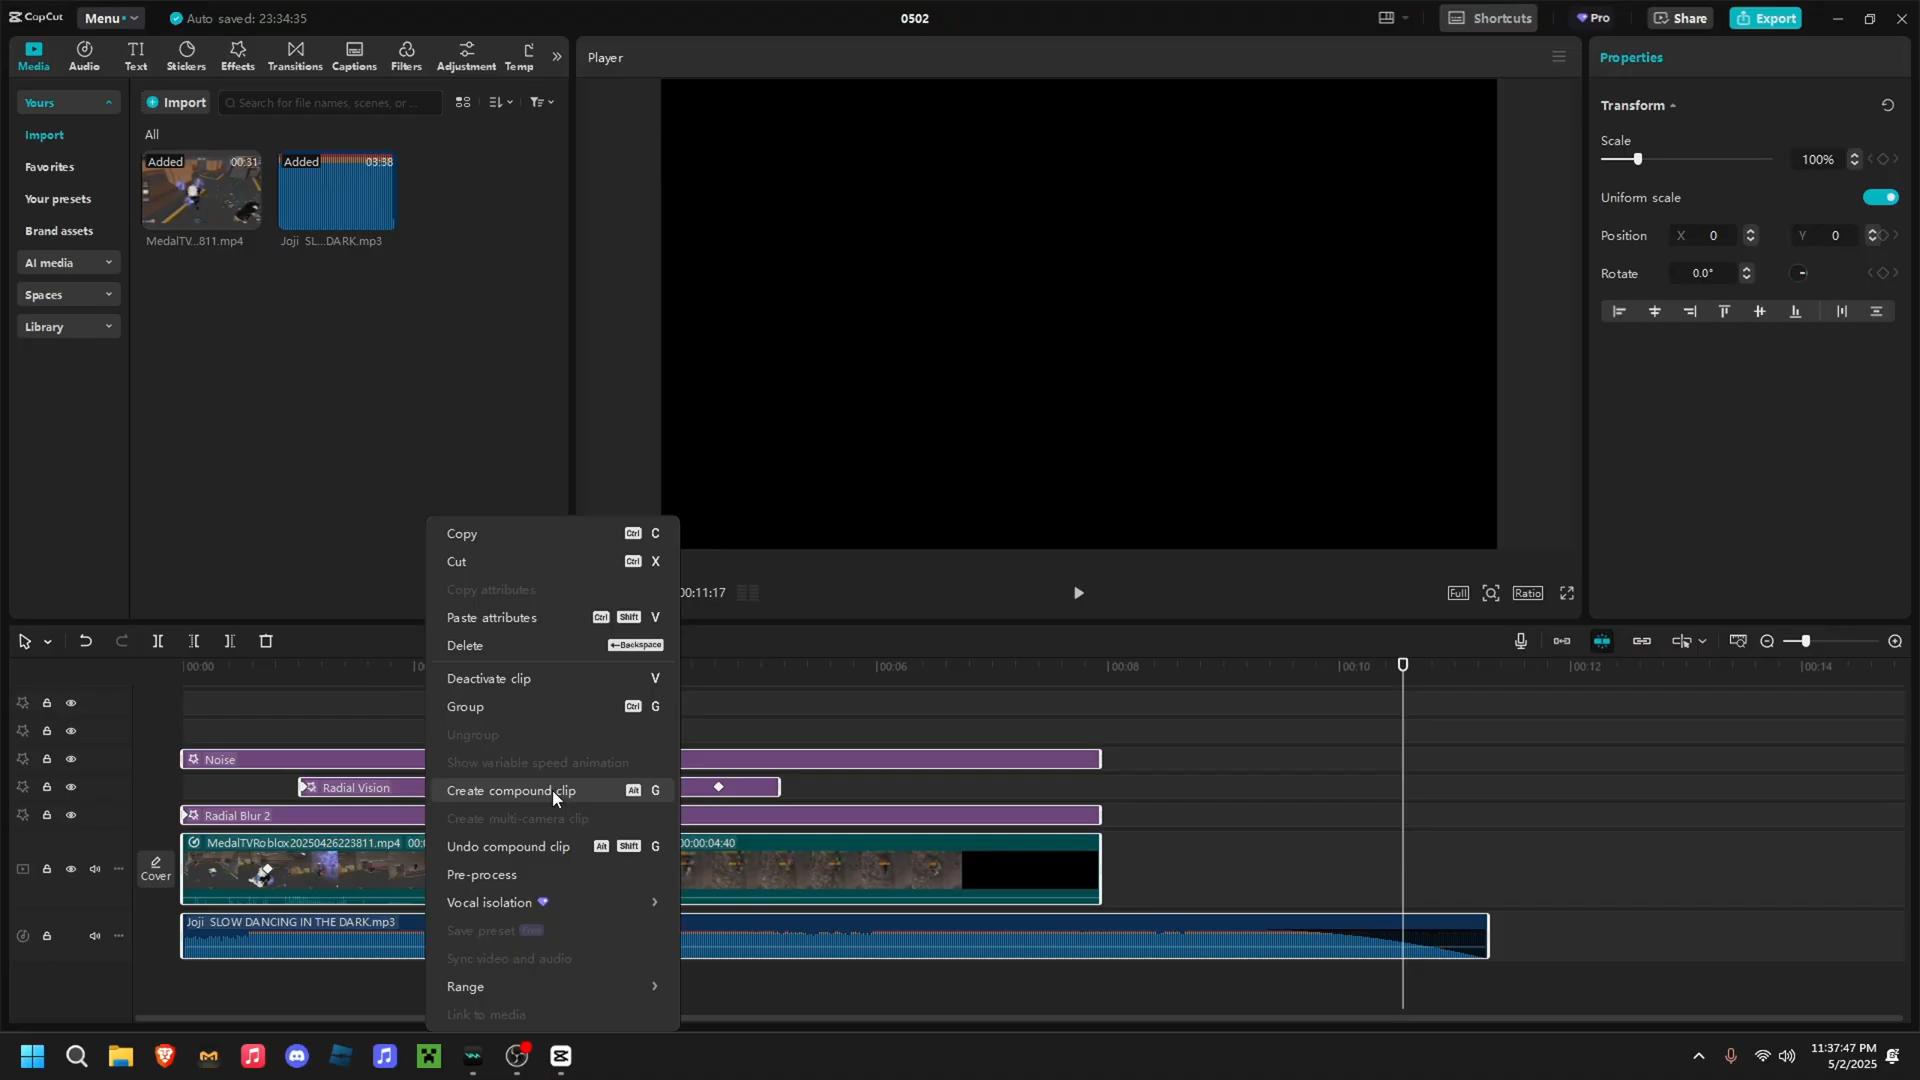 CapCut
Menu
Auto saved: 23:34:35
0502
Shortcuts
Pro
Share
Export
Media
Audio
Text
Stickers
Effects
Transitions
Captions
Filters
Adjustment
Temp
Player
Properties
Yours
Import
Search for file names, scenes, or ...
Import
All
Favorites
Your presets
Brand assets
AI media
Spaces
Library
Added
00:31
MedalTV...811.mp4
Added
03:38
Joji SL...DARK.mp3
Transform
Scale
100%
Uniform scale
Position
X 0
Y 0
Rotate
0.0°
00:11:17
Full
Ratio
Copy Ctrl C
Cut Ctrl X
Copy attributes
Paste attributes Ctrl Shift V
Delete ←Backspace
Deactivate clip V
Group Ctrl G
Ungroup
Show variable speed animation
Create compound clip Alt G
Create multi-camera clip
Undo compound clip Alt Shift G
Pre-process
Vocal isolation
Save preset Free
Sync video and audio
Range
Link to media
00:00
00:06
00:08
00:10
00:12
00:14
Noise
Radial Vision
Radial Blur 2
Cover
MedalTVRoblox20250426223811.mp4
00:00:04:40
Joji SLOW DANCING IN THE DARK.mp3
11:37:47 PM
5/2/2025